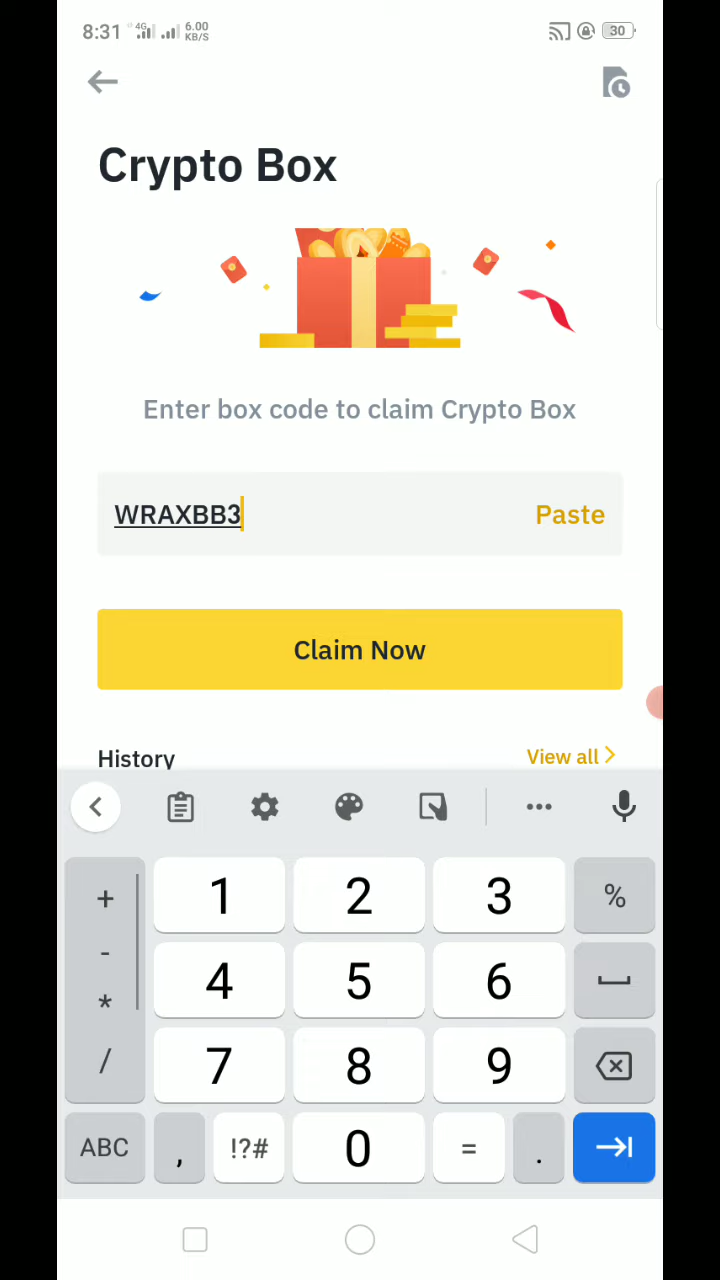 8:31 4G 6.00 KB/S 30
Crypto Box
Enter box code to claim Crypto Box
WRAXBB3 Paste
Claim Now
History View all >
+ 1 2 3 %
- 4 5 6
*
/ 7 8 9
ABC , !?# 0 = .